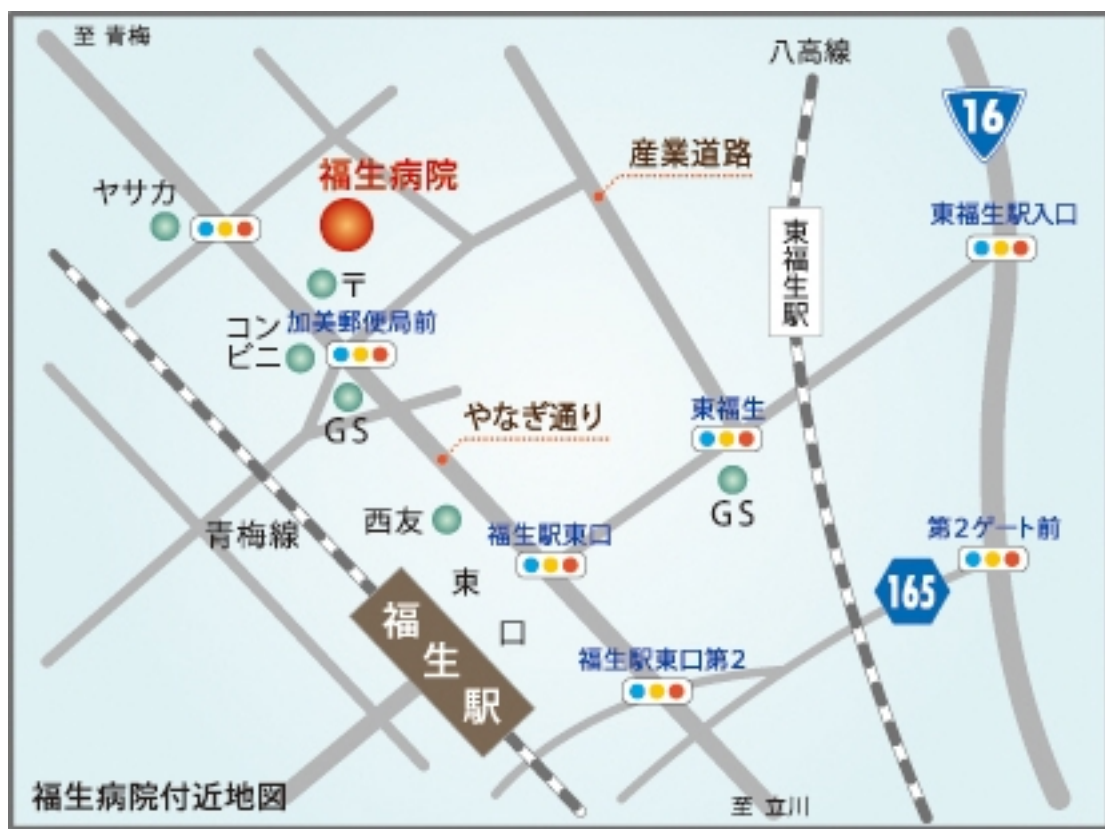 至 青梅
八高線
16
産業道路
福生病院
ヤサカ
東福生駅入口
東福生駅
〒
コン
ビニ
加美郵便局前
GS
やなぎ通り
東福生
GS
西友
福生駅東口
青梅線
第2ゲート前
165
東
口
福生駅
福生駅東口第2
福生病院付近地図
至 立川